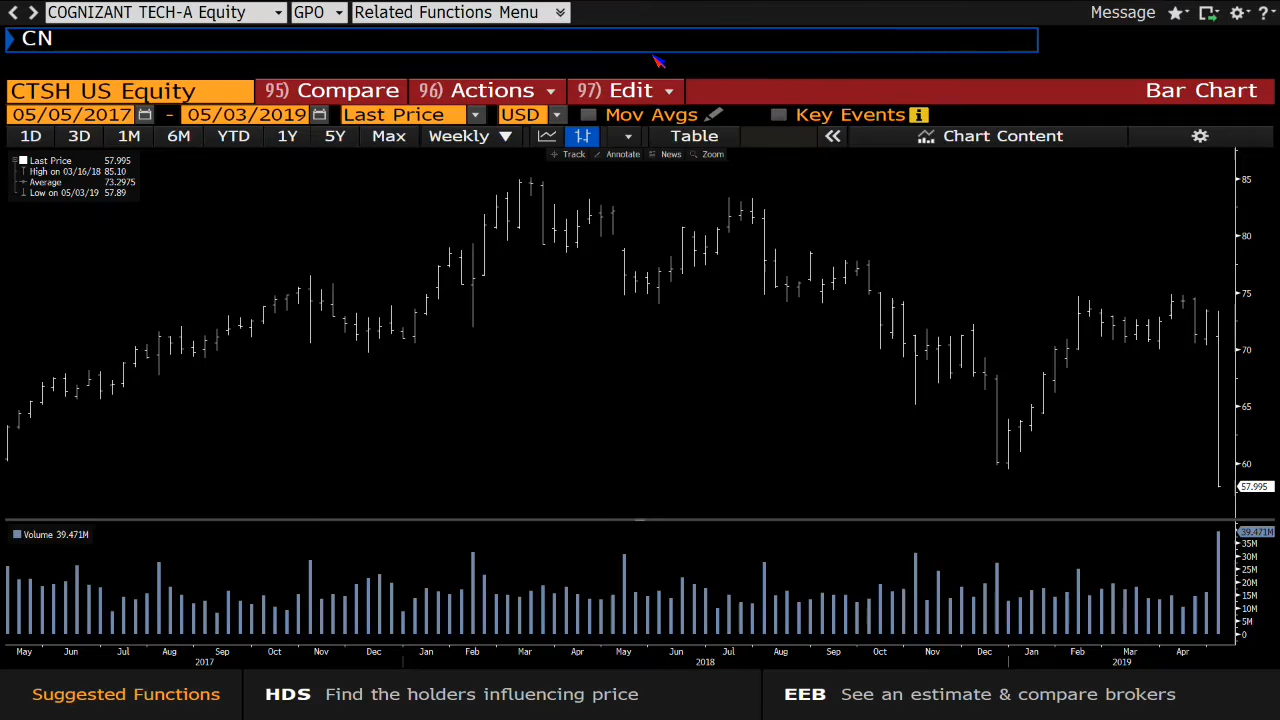 COGNIZANT TECH-A Equity GPO Related Functions Menu Message ?
CN
CTSH US Equity 95) Compare 96) Actions 97) Edit Bar Chart
05/05/2017 - 05/03/2019 Last Price USD Mov Avgs Key Events i
1D 3D 1M 6M YTD 1Y 5Y Max Weekly ▼ Table « Chart Content
Track Annotate News Zoom
Last Price 57.995
High on 03/16/18 85.10
Average 73.2975
Low on 05/03/19 57.89
85
80
75
70
65
60
57.995
Volume 39.471M
39.471M
35M
30M
25M
20M
15M
10M
5M
0
May Jun Jul Aug Sep Oct Nov Dec Jan Feb Mar Apr May Jun Jul Aug Sep Oct Nov Dec Jan Feb Mar Apr
2017 2018 2019
Suggested Functions HDS Find the holders influencing price EEB See an estimate & compare brokers